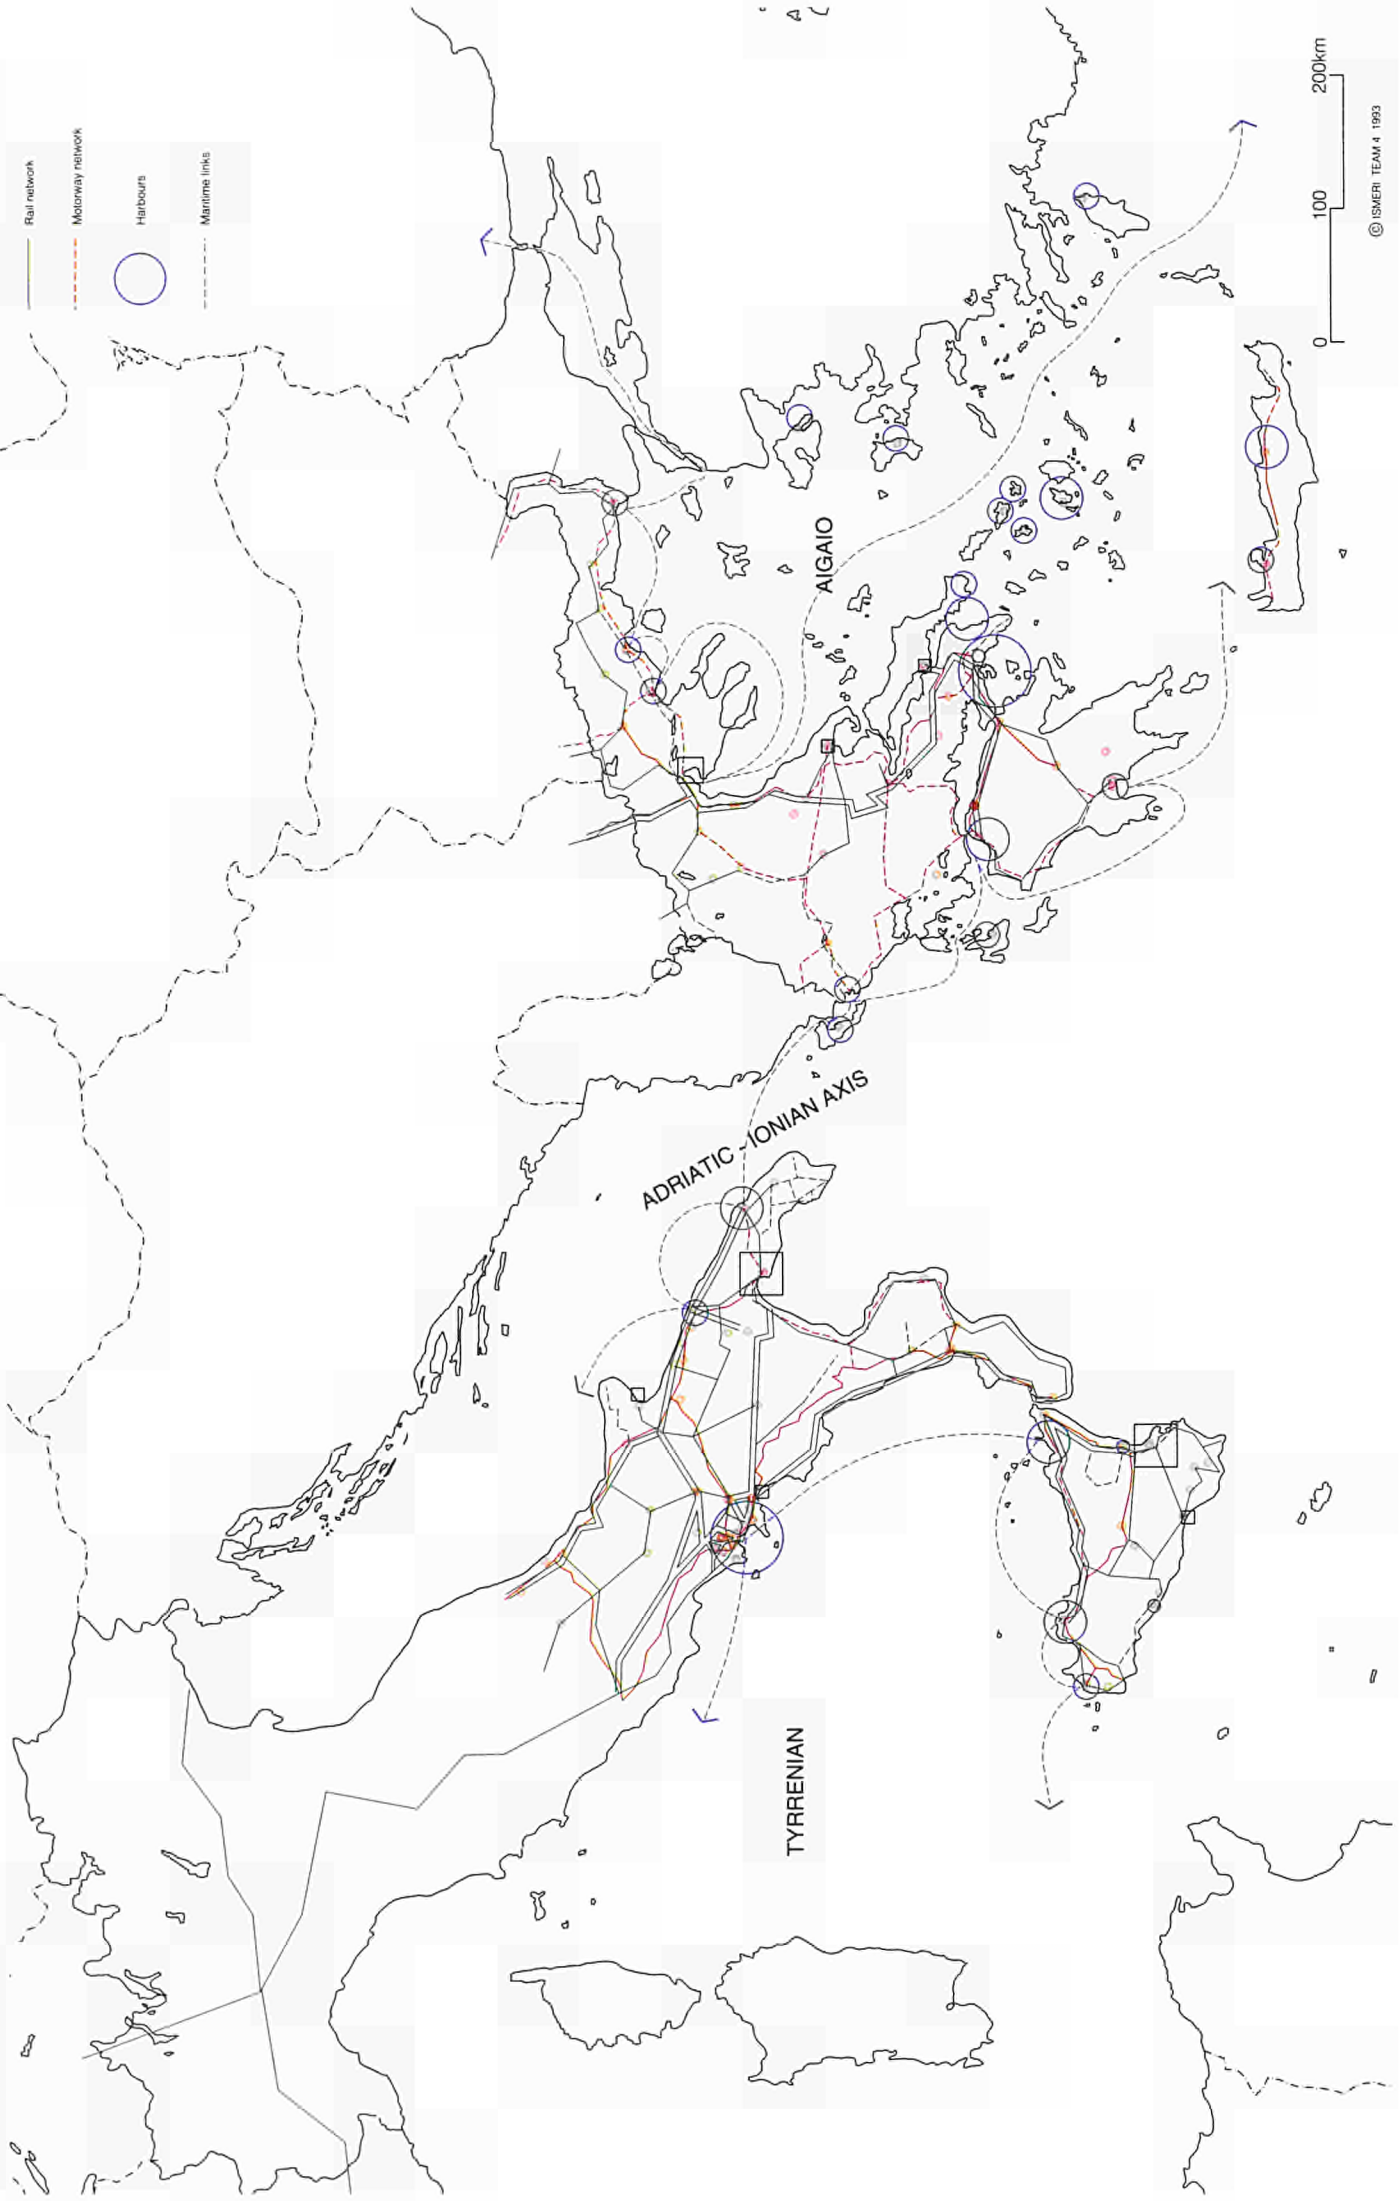 Rail network
Motorway network
Harbours
Maritime links
AIGAIO
ADRIATIC - IONIAN AXIS
TYRRENIAN
0 100 200km
© ISMERI TEAM 4 1993